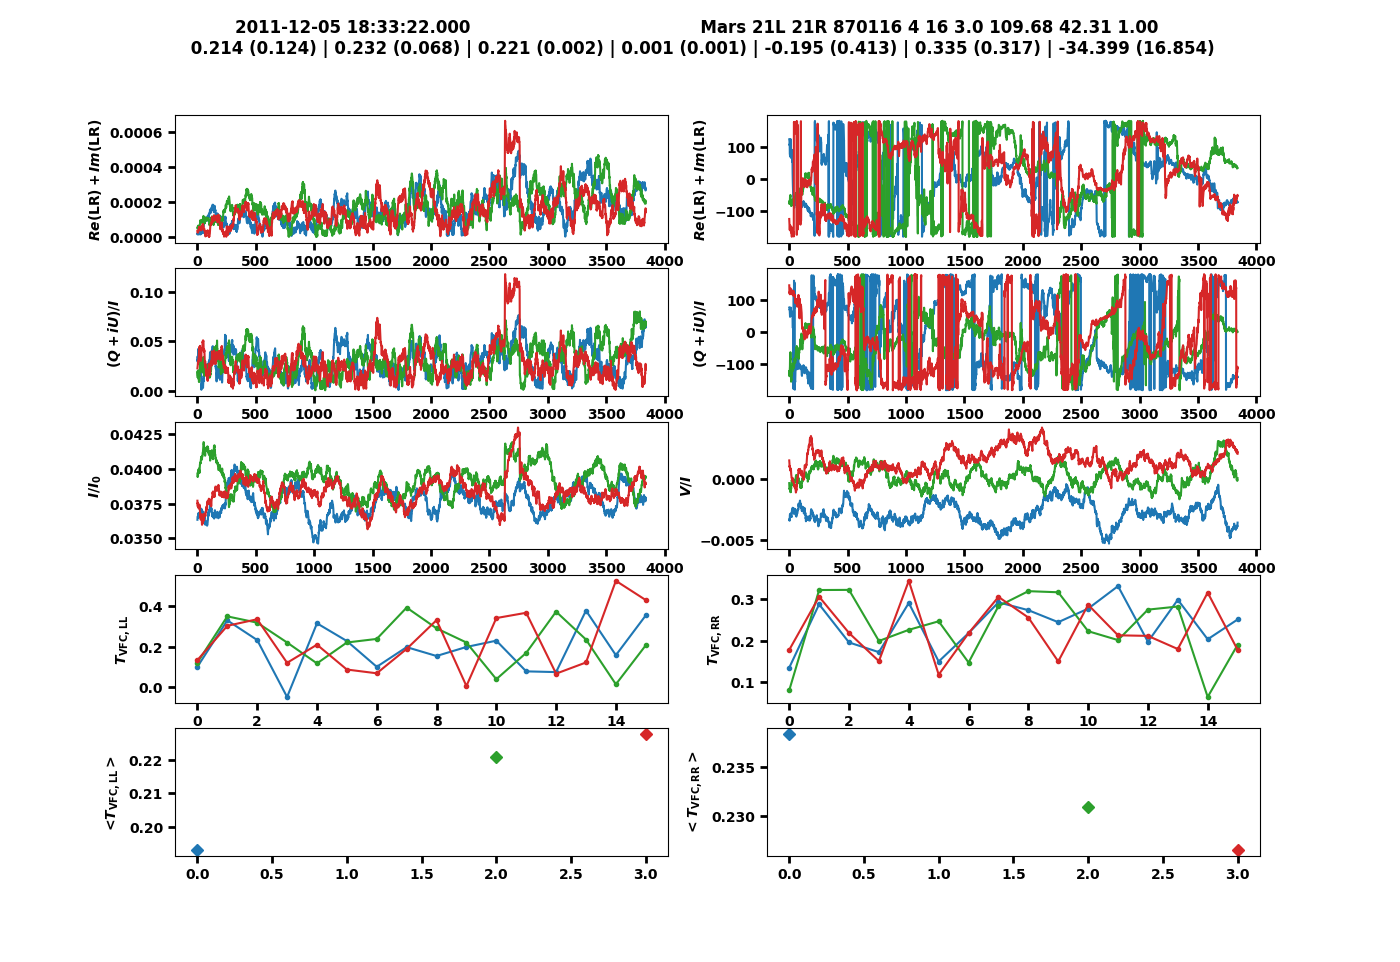 2011-12-05 18:33:22.000 Mars 21L 21R 870116 4 16 3.0 109.68 42.31 1.00
0.214 (0.124) | 0.232 (0.068) | 0.221 (0.002) | 0.001 (0.001) | -0.195 (0.413) | 0.335 (0.317) | -34.399 (16.854)
Re(LR) + Im(LR)
0.0006
0.0004
0.0002
0.0000
0 500 1000 1500 2000 2500 3000 3500 4000
Re(LR) + Im(LR)
100
0
−100
0 500 1000 1500 2000 2500 3000 3500 4000
(Q + iU)/I
0.10
0.05
0.00
0 500 1000 1500 2000 2500 3000 3500 4000
(Q + iU)/I
100
0
−100
0 500 1000 1500 2000 2500 3000 3500 4000
I/I0
0.0425
0.0400
0.0375
0.0350
0 500 1000 1500 2000 2500 3000 3500 4000
V/I
0.000
−0.005
0 500 1000 1500 2000 2500 3000 3500 4000
TVFC,LL
0.4
0.2
0.0
0 2 4 6 8 10 12 14
TVFC,RR
0.3
0.2
0.1
0 2 4 6 8 10 12 14
<TVFC,LL>
0.22
0.21
0.20
0.0 0.5 1.0 1.5 2.0 2.5 3.0
<TVFC,RR>
0.235
0.230
0.0 0.5 1.0 1.5 2.0 2.5 3.0